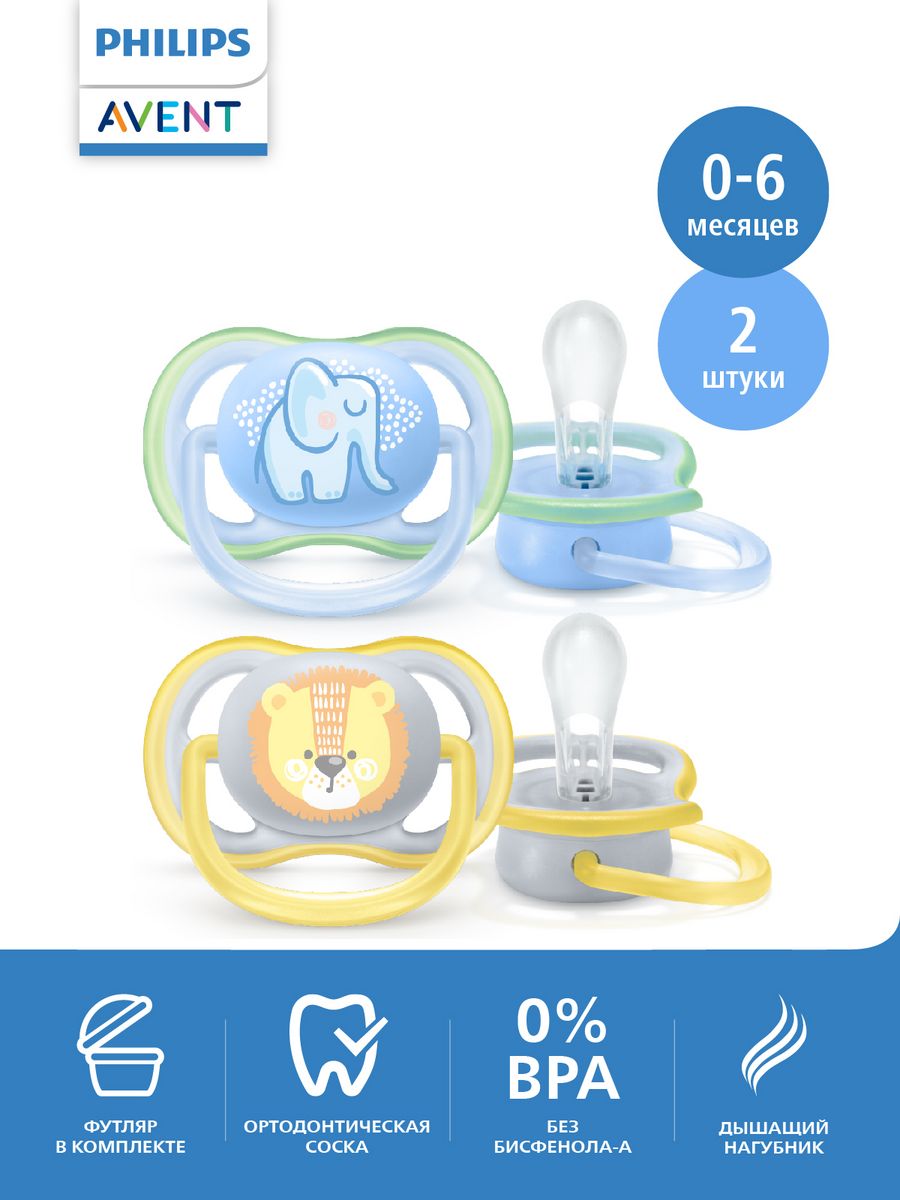 PHILIPS
AVENT
0-6
месяцев
2
штуки
ФУТЛЯР
В КОМПЛЕКТЕ
ОРТОДОНТИЧЕСКАЯ
СОСКА
0%
BPA
БЕЗ
БИСФЕНОЛА-А
ДЫШАЩИЙ
НАГУБНИК